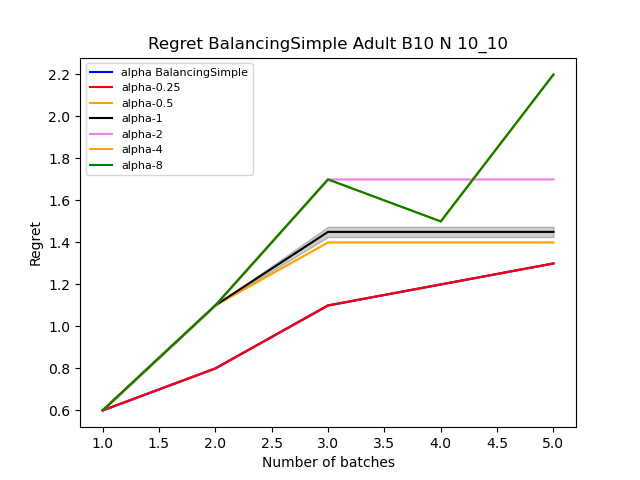 Regret BalancingSimple Adult B10 N 10_10
alpha BalancingSimple
alpha-0.25
alpha-0.5
alpha-1
alpha-2
alpha-4
alpha-8
Regret
2.2
2.0
1.8
1.6
1.4
1.2
1.0
0.8
0.6
1.0 1.5 2.0 2.5 3.0 3.5 4.0 4.5 5.0
Number of batches